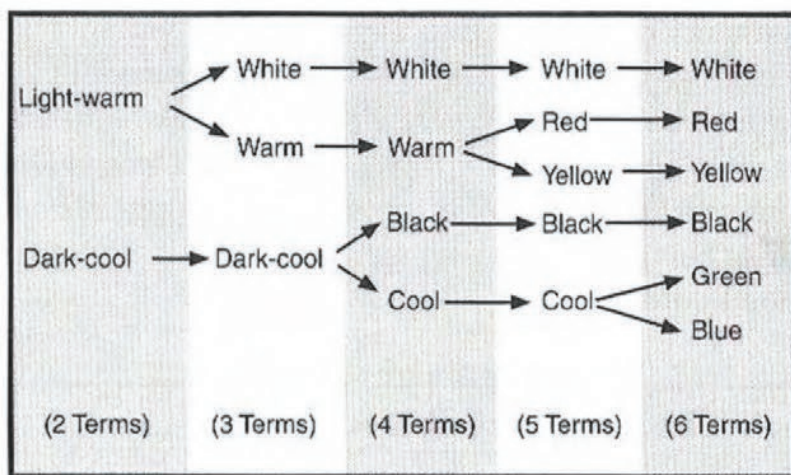 White White White White
Light-warm
Red Red
Warm Warm
Yellow Yellow
Black Black Black
Dark-cool Dark-cool
Green
Cool Cool
Blue
(2 Terms) (3 Terms) (4 Terms) (5 Terms) (6 Terms)